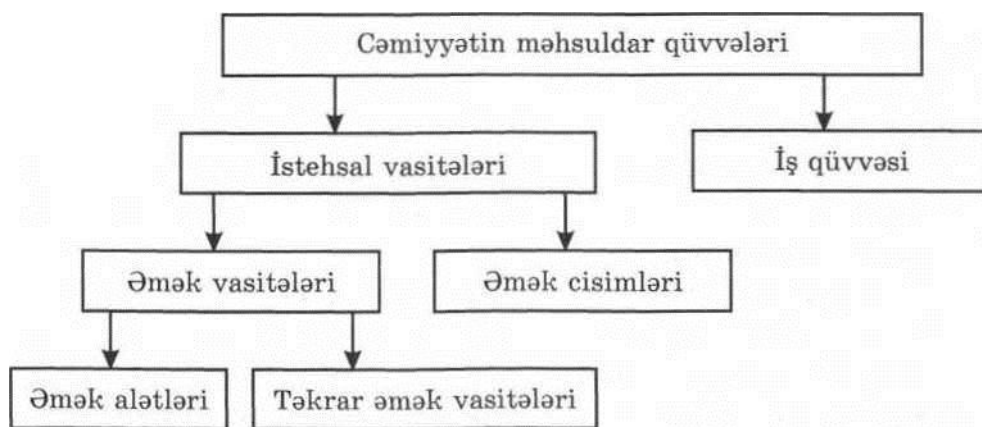 Cəmiyyətin məhsuldar qüvvələri
İstehsal vasitələri
İş qüvvəsi
Əmək vasitələri
Əmək cisimləri
Əmək alətləri
Təkrar əmək vasitələri